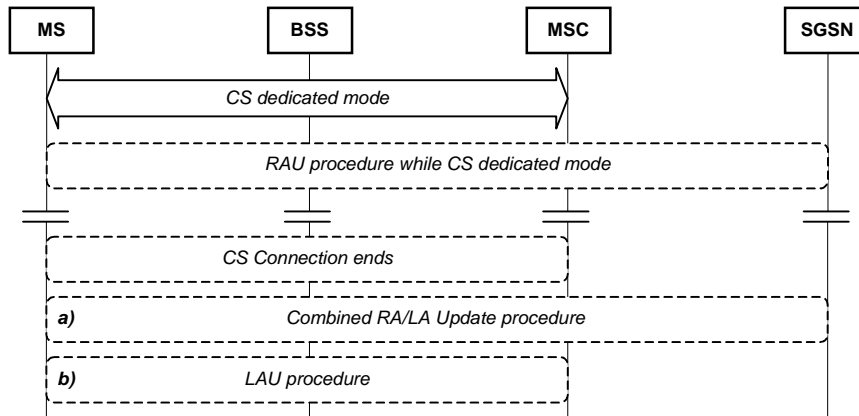 MS BSS MSC SGSN
CS dedicated mode
RAU procedure while CS dedicated mode
CS Connection ends
a) Combined RA/LA Update procedure
b) LAU procedure